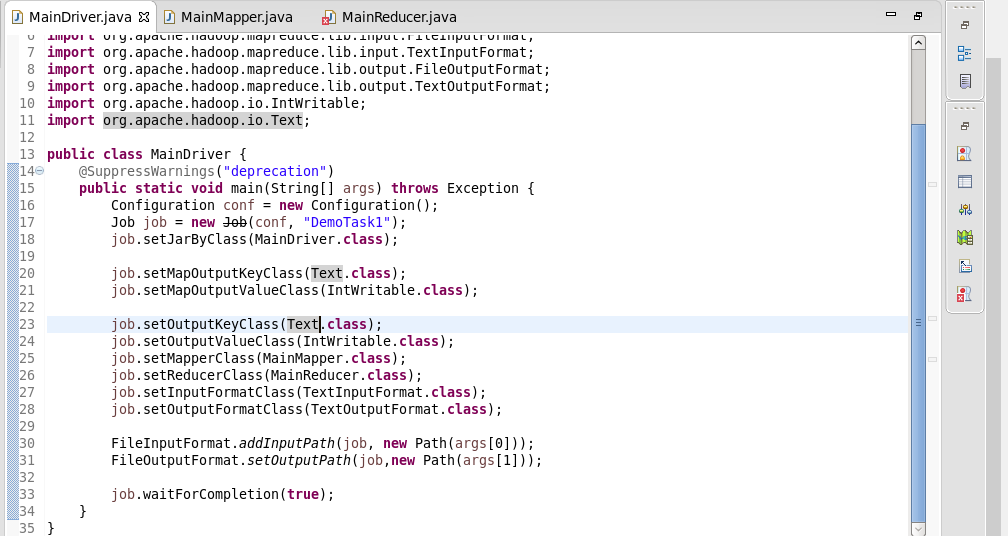 MainDriver.java MainMapper.java MainReducer.java
6 import org.apache.hadoop.mapreduce.lib.input.FileInputFormat;
7 import org.apache.hadoop.mapreduce.lib.input.TextInputFormat;
8 import org.apache.hadoop.mapreduce.lib.output.FileOutputFormat;
9 import org.apache.hadoop.mapreduce.lib.output.TextOutputFormat;
10 import org.apache.hadoop.io.IntWritable;
11 import org.apache.hadoop.io.Text;
12
13 public class MainDriver {
14 @SuppressWarnings("deprecation")
15 public static void main(String[] args) throws Exception {
16 Configuration conf = new Configuration();
17 Job job = new Job(conf, "DemoTask1");
18 job.setJarByClass(MainDriver.class);
19
20 job.setMapOutputKeyClass(Text.class);
21 job.setMapOutputValueClass(IntWritable.class);
22
23 job.setOutputKeyClass(Text.class);
24 job.setOutputValueClass(IntWritable.class);
25 job.setMapperClass(MainMapper.class);
26 job.setReducerClass(MainReducer.class);
27 job.setInputFormatClass(TextInputFormat.class);
28 job.setOutputFormatClass(TextOutputFormat.class);
29
30 FileInputFormat.addInputPath(job, new Path(args[0]));
31 FileOutputFormat.setOutputPath(job,new Path(args[1]));
32
33 job.waitForCompletion(true);
34 }
35 }